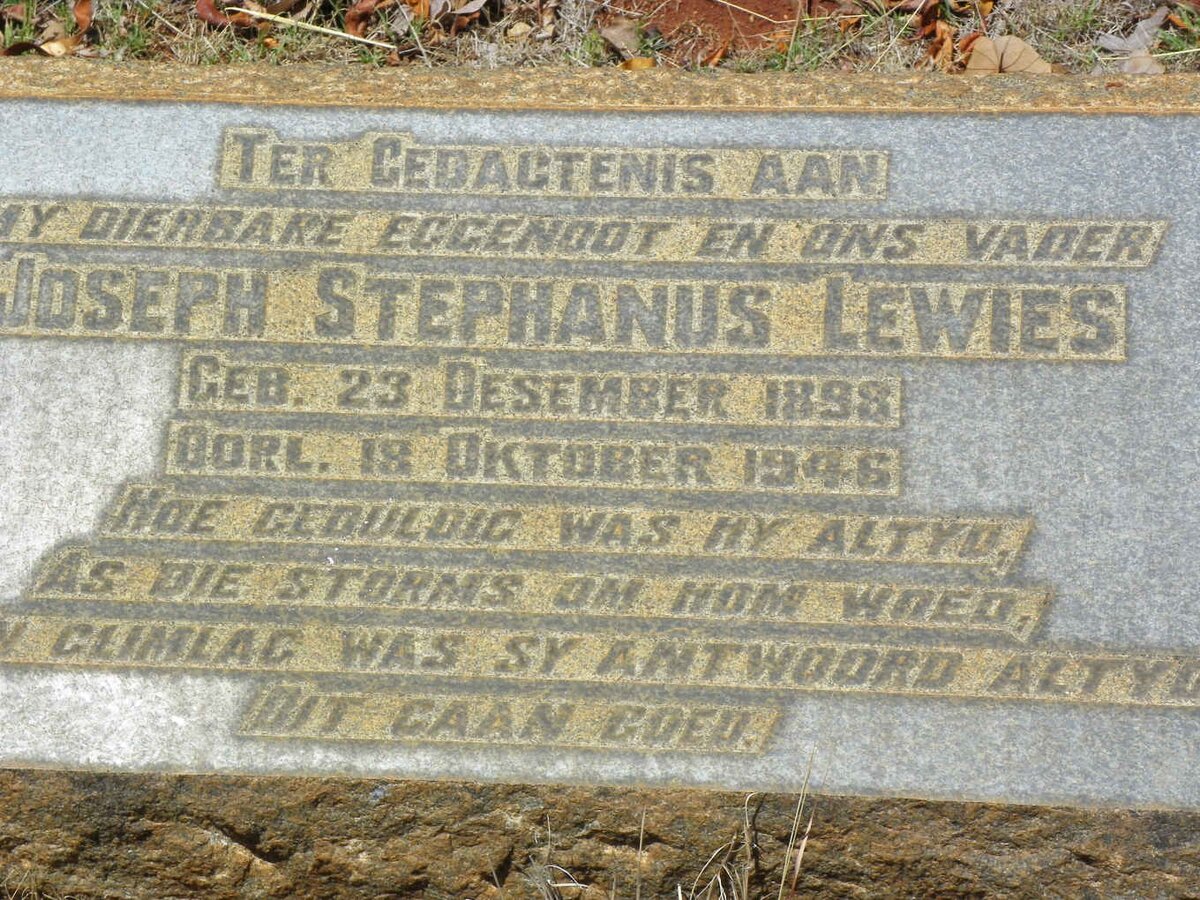 TER GEDAGTENIS AAN
MY DIERBARE EGGENOOT EN ONS VADER
JOSEPH STEPHANUS LEWIES
GEB. 23 DESEMBER 1898
OORL. 18 OKTOBER 1946
HOE GEDULDIG WAS HY ALTYD,
AS DIE STORMS OM HOM WOED,
N GLIMLAG WAS SY ANTWOORD ALTYD
DIT GAAN GOED.